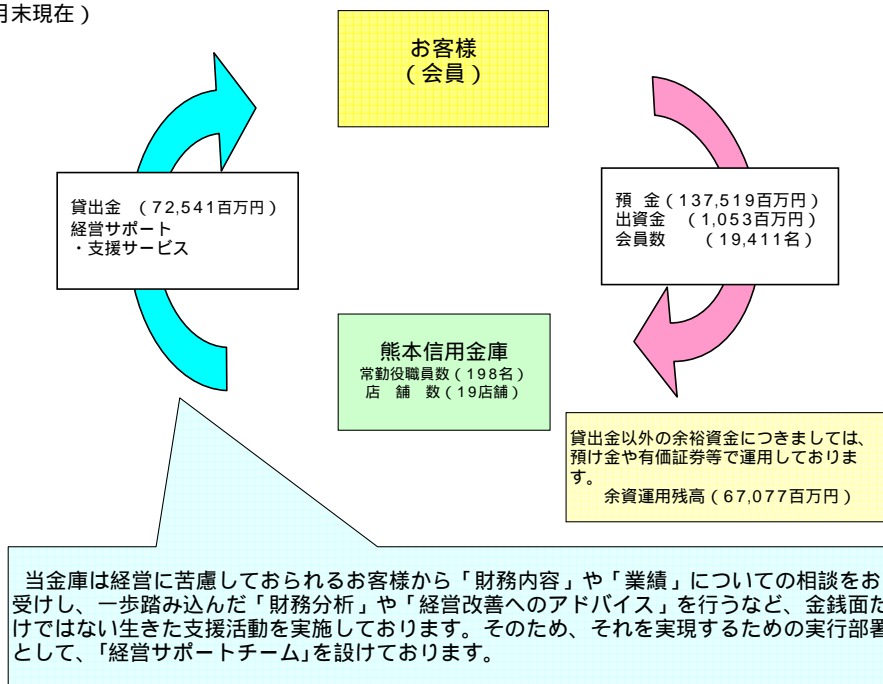 月末現在）
お客様
（会員）
貸出金　（72,541百万円）
経営サポート
・支援サービス
預　金（137,519百万円）
出資金　（1,053百万円）
会員数　　（19,411名）
熊本信用金庫
常勤役職員数（198名）
店　舗　数（19店舗）
貸出金以外の余裕資金につきましては、
預け金や有価証券等で運用しておりま
す。
余資運用残高（67,077百万円）
当金庫は経営に苦慮しておられるお客様から「財務内容」や「業績」についての相談をお
受けし、一歩踏み込んだ「財務分析」や「経営改善へのアドバイス」を行うなど、金銭面だ
けではない生きた支援活動を実施しております。そのため、それを実現するための実行部署
として、「経営サポートチーム」を設けております。